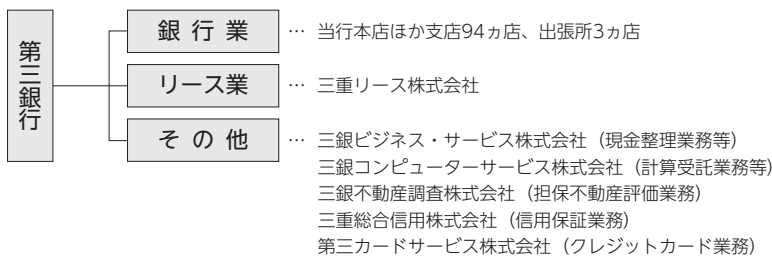 第三銀行
銀行業 … 当行本店ほか支店94ヵ店、出張所3ヵ店
リース業 … 三重リース株式会社
その他 … 三銀ビジネス・サービス株式会社（現金整理業務等）
三銀コンピューターサービス株式会社（計算受託業務等）
三銀不動産調査株式会社（担保不動産評価業務）
三重総合信用株式会社（信用保証業務）
第三カードサービス株式会社（クレジットカード業務）